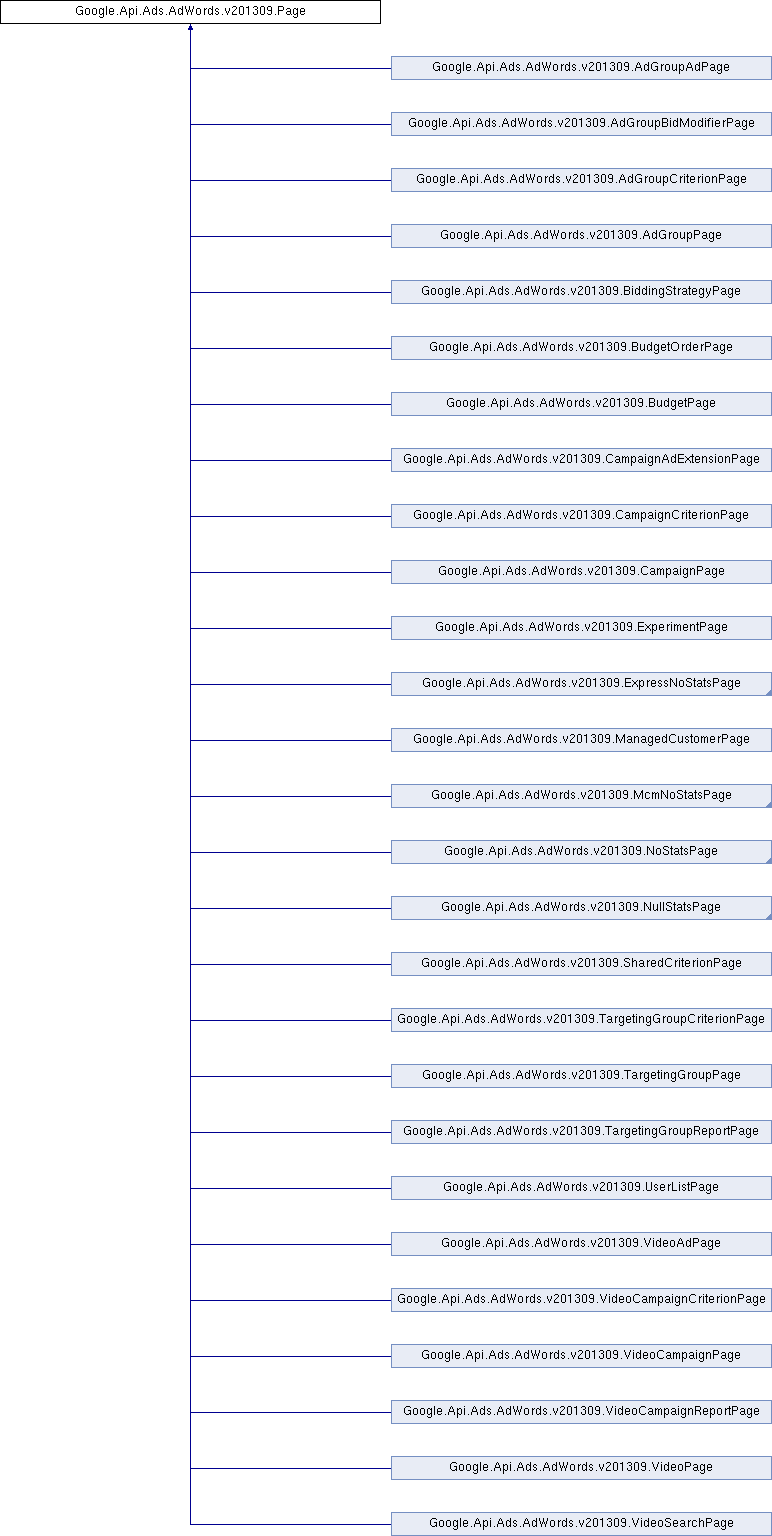 Google.Api.Ads.AdWords.v201309.Page
Google.Api.Ads.AdWords.v201309.AdGroupAdPage
Google.Api.Ads.AdWords.v201309.AdGroupBidModifierPage
Google.Api.Ads.AdWords.v201309.AdGroupCriterionPage
Google.Api.Ads.AdWords.v201309.AdGroupPage
Google.Api.Ads.AdWords.v201309.BiddingStrategyPage
Google.Api.Ads.AdWords.v201309.BudgetOrderPage
Google.Api.Ads.AdWords.v201309.BudgetPage
Google.Api.Ads.AdWords.v201309.CampaignAdExtensionPage
Google.Api.Ads.AdWords.v201309.CampaignCriterionPage
Google.Api.Ads.AdWords.v201309.CampaignPage
Google.Api.Ads.AdWords.v201309.ExperimentPage
Google.Api.Ads.AdWords.v201309.ExpressNoStatsPage
Google.Api.Ads.AdWords.v201309.ManagedCustomerPage
Google.Api.Ads.AdWords.v201309.McmNoStatsPage
Google.Api.Ads.AdWords.v201309.NoStatsPage
Google.Api.Ads.AdWords.v201309.NullStatsPage
Google.Api.Ads.AdWords.v201309.SharedCriterionPage
Google.Api.Ads.AdWords.v201309.TargetingGroupCriterionPage
Google.Api.Ads.AdWords.v201309.TargetingGroupPage
Google.Api.Ads.AdWords.v201309.TargetingGroupReportPage
Google.Api.Ads.AdWords.v201309.UserListPage
Google.Api.Ads.AdWords.v201309.VideoAdPage
Google.Api.Ads.AdWords.v201309.VideoCampaignCriterionPage
Google.Api.Ads.AdWords.v201309.VideoCampaignPage
Google.Api.Ads.AdWords.v201309.VideoCampaignReportPage
Google.Api.Ads.AdWords.v201309.VideoPage
Google.Api.Ads.AdWords.v201309.VideoSearchPage